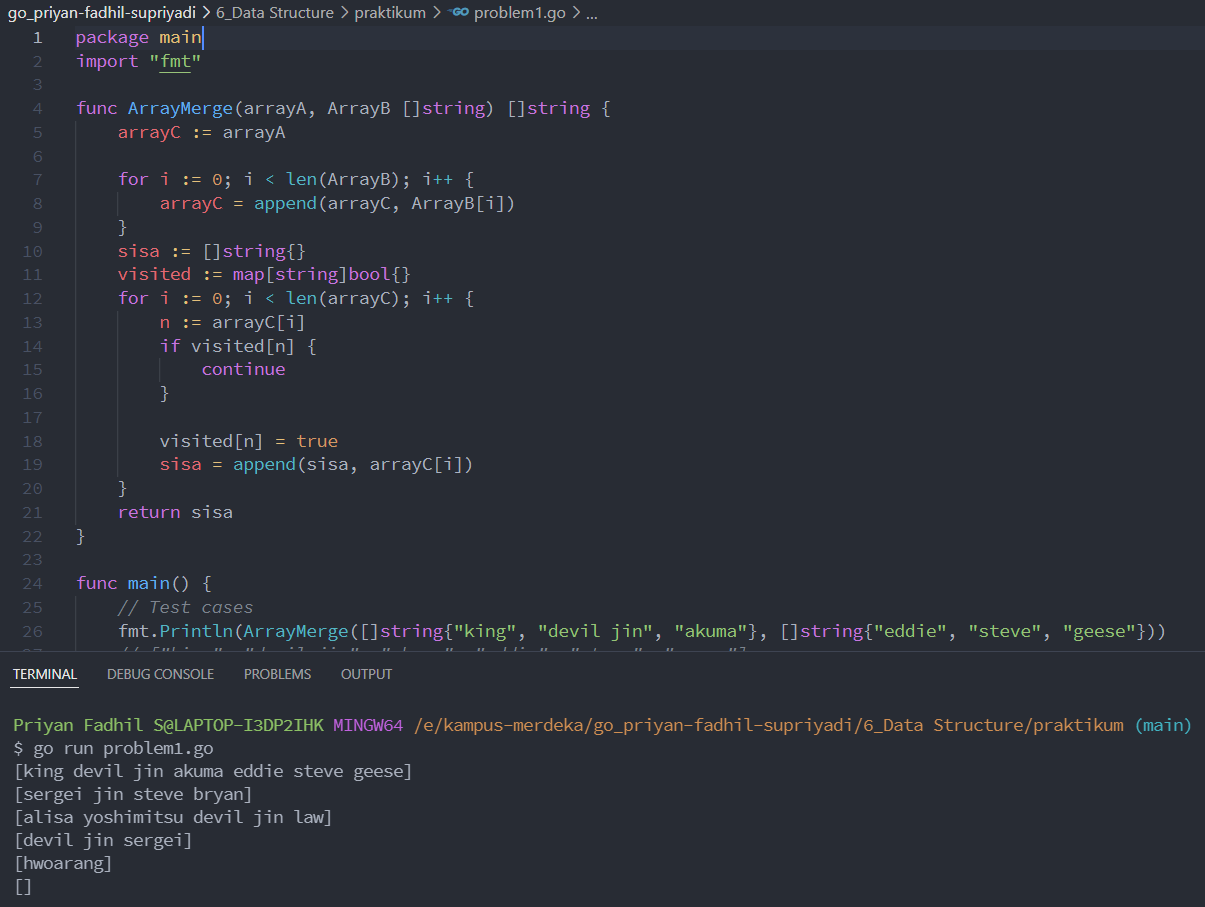 go_priyan-fadhil-supriyadi > 6_Data Structure > praktikum > GO problem1.go > ...
1 package main
2 import "fmt"
3
4 func ArrayMerge(arrayA, ArrayB []string) []string {
5 arrayC := arrayA
6
7 for i := 0; i < len(ArrayB); i++ {
8 arrayC = append(arrayC, ArrayB[i])
9 }
10 sisa := []string{}
11 visited := map[string]bool{}
12 for i := 0; i < len(arrayC); i++ {
13 n := arrayC[i]
14 if visited[n] {
15 continue
16 }
17
18 visited[n] = true
19 sisa = append(sisa, arrayC[i])
20 }
21 return sisa
22 }
23
24 func main() {
25 // Test cases
26 fmt.Println(ArrayMerge([]string{"king", "devil jin", "akuma"}, []string{"eddie", "steve", "geese"}))
TERMINAL DEBUG CONSOLE PROBLEMS OUTPUT
Priyan Fadhil S@LAPTOP-I3DP2IHK MINGW64 /e/kampus-merdeka/go_priyan-fadhil-supriyadi/6_Data Structure/praktikum (main)
$ go run problem1.go
[king devil jin akuma eddie steve geese]
[sergei jin steve bryan]
[alisa yoshimitsu devil jin law]
[devil jin sergei]
[hwoarang]
[]